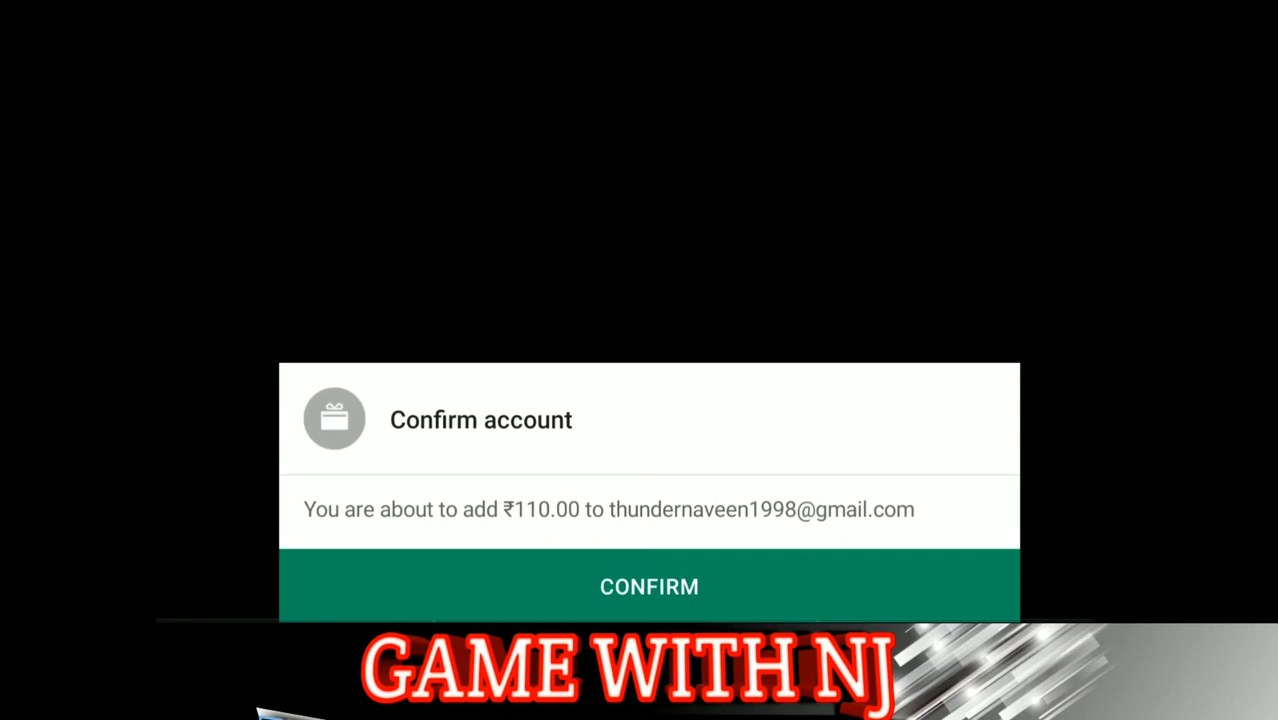 Confirm account
You are about to add ₹110.00 to thundernaveen1998@gmail.com
CONFIRM
GAME WITH NJ